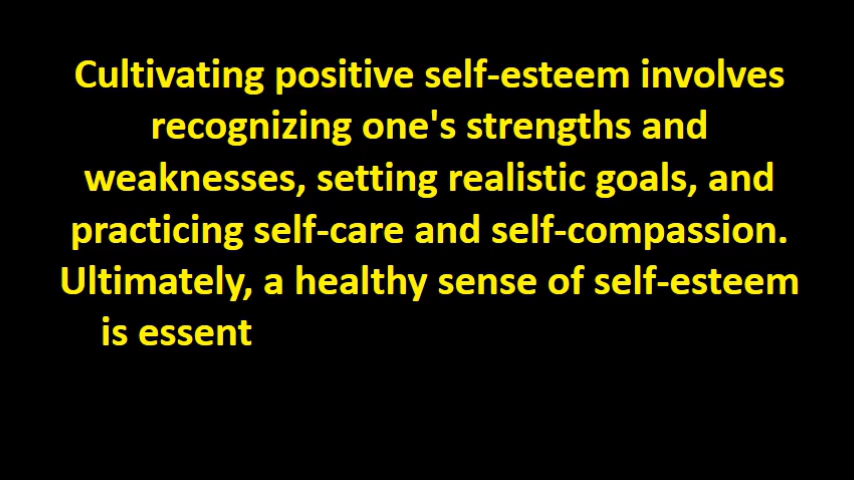 Cultivating positive self-esteem involves
recognizing one's strengths and
weaknesses, setting realistic goals, and
practicing self-care and self-compassion.
Ultimately, a healthy sense of self-esteem
is essent